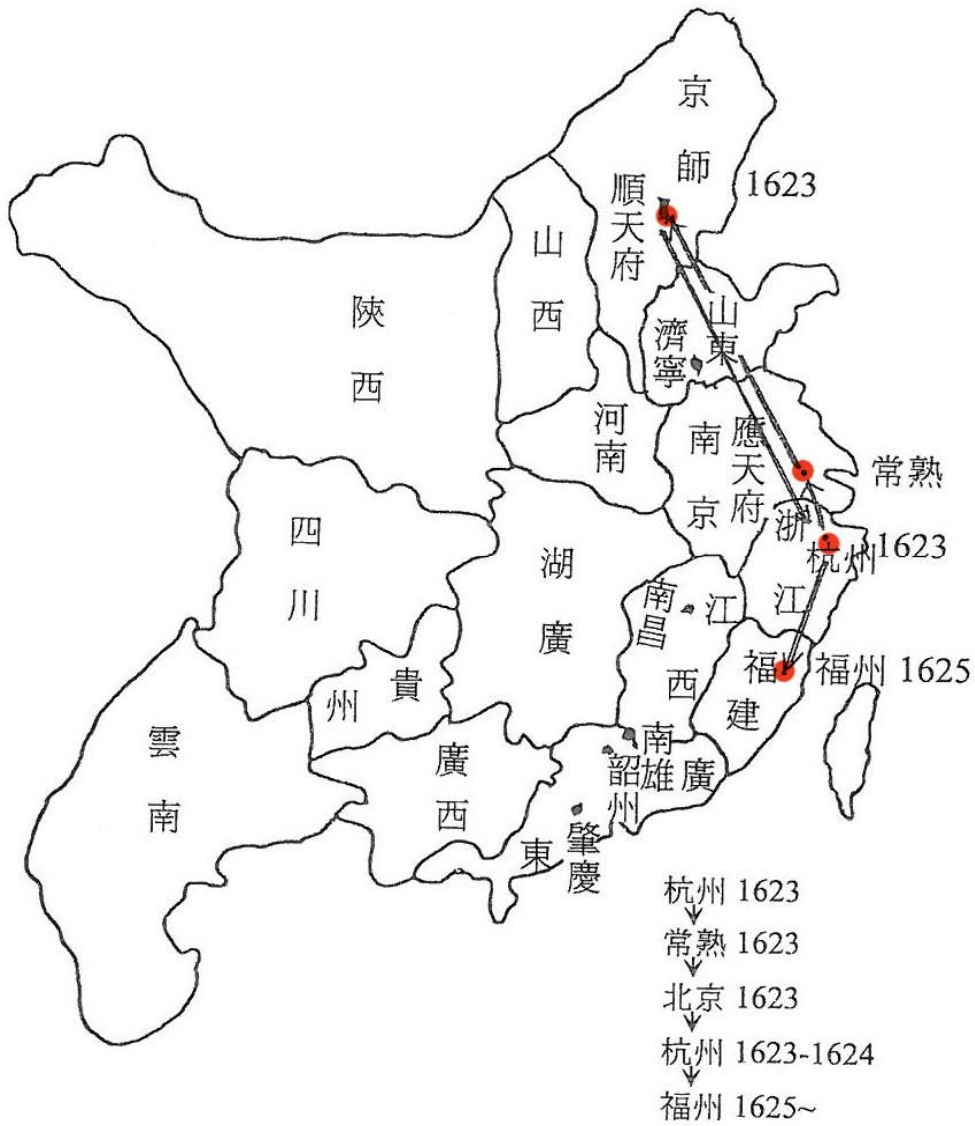 京師
1623
順天府
山西
陝西
山東
濟寧
河南
南京
應天府
常熟
浙江
杭州 1623
四川
湖廣
南昌
江西
福建
福州 1625
貴州
雲南
廣西
南雄
韶州
廣東
肇慶
杭州 1623
常熟 1623
北京 1623
杭州 1623-1624
福州 1625~